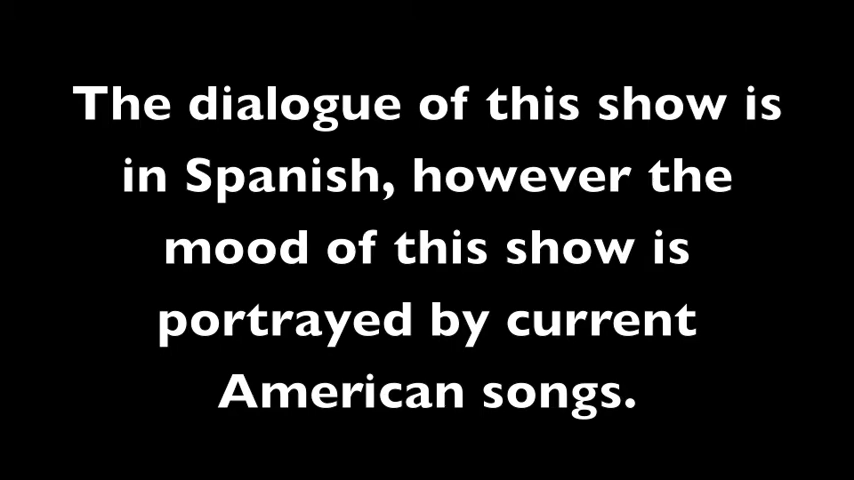 The dialogue of this show is
in Spanish, however the
mood of this show is
portrayed by current
American songs.